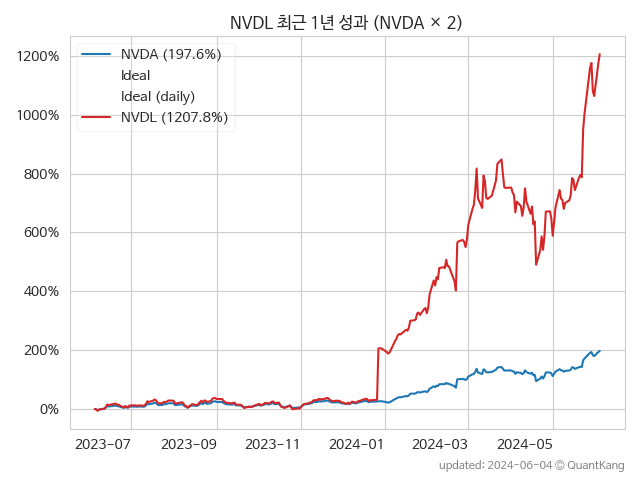 NVDL 최근 1년 성과 (NVDA × 2)
NVDA (197.6%)
Ideal
Ideal (daily)
NVDL (1207.8%)
1200%
1000%
800%
600%
400%
200%
0%
2023-07 2023-09 2023-11 2024-01 2024-03 2024-05
updated: 2024-06-04 © QuantKang